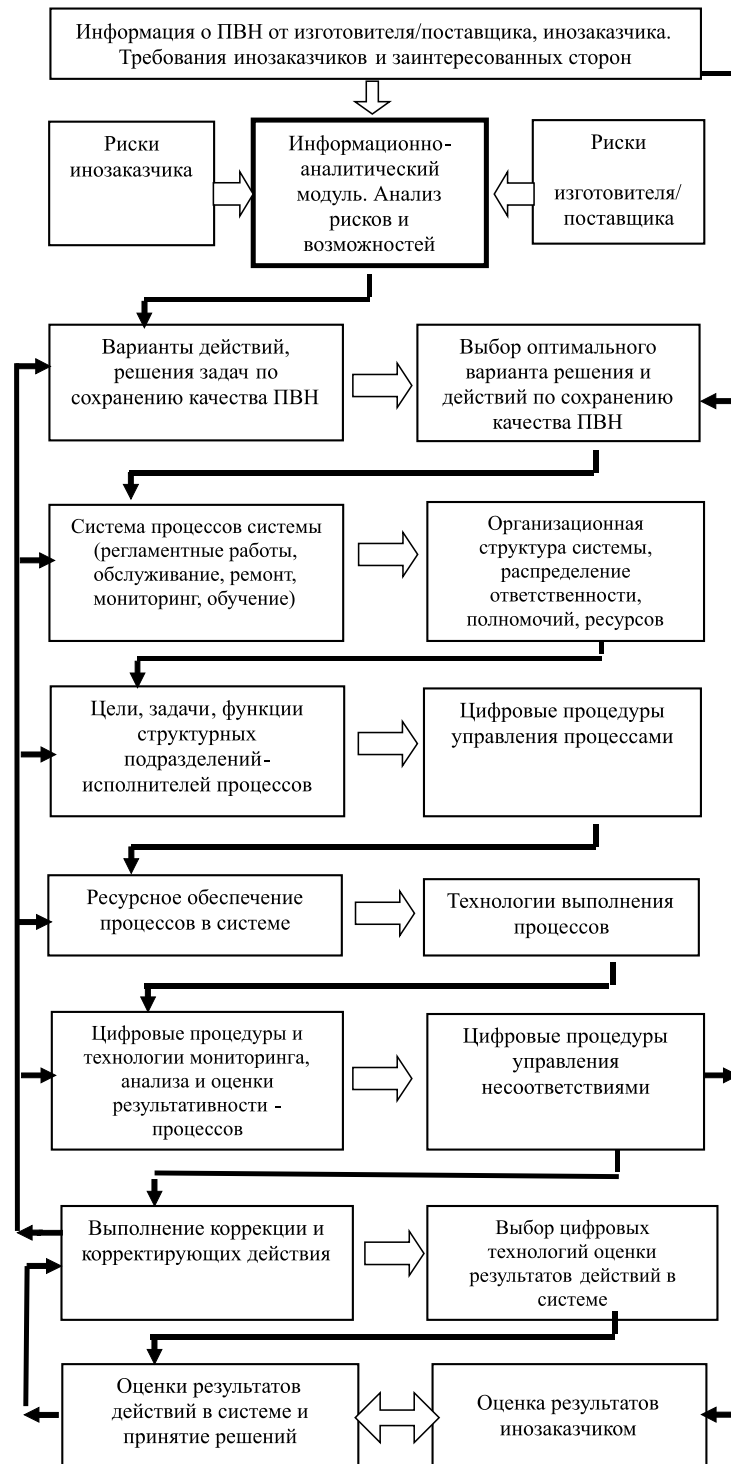 Информация о ПВН от изготовителя/поставщика, инозаказчика.
Требования инозаказчиков и заинтересованных сторон
Риски
инозаказчика
Информационно-
аналитический
модуль. Анализ
рисков и
возможностей
Риски
изготовителя/
поставщика
Варианты действий,
решения задач по
сохранению качества ПВН
Выбор оптимального
варианта решения и
действий по сохранению
качества ПВН
Система процессов системы
(регламентные работы,
обслуживание, ремонт,
мониторинг, обучение)
Организационная
структура системы,
распределение
ответственности,
полномочий, ресурсов
Цели, задачи, функции
структурных
подразделений-
исполнителей процессов
Цифровые процедуры
управления процессами
Ресурсное обеспечение
процессов в системе
Технологии выполнения
процессов
Цифровые процедуры и
технологии мониторинга,
анализа и оценки
результативности -
процессов
Цифровые процедуры
управления
несоответствиями
Выполнение коррекции и
корректирующих действия
Выбор цифровых
технологий оценки
результатов действий в
системе
Оценки результатов
действий в системе и
принятие решений
Оценка результатов
инозаказчиком